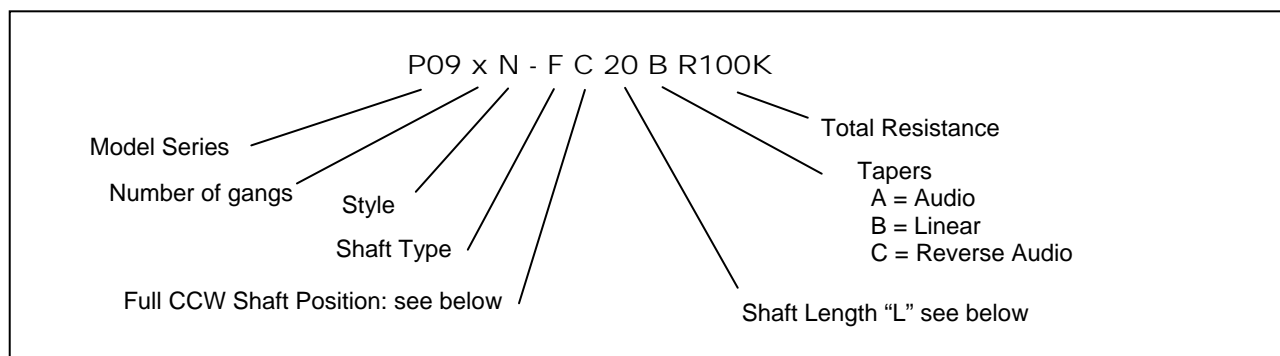 P09 x N - F C 20 B R100K
Total Resistance
Model Series
Tapers
Number of gangs
A = Audio
Style
B = Linear
Shaft Type
C = Reverse Audio
Full CCW Shaft Position: see below
Shaft Length “L” see below